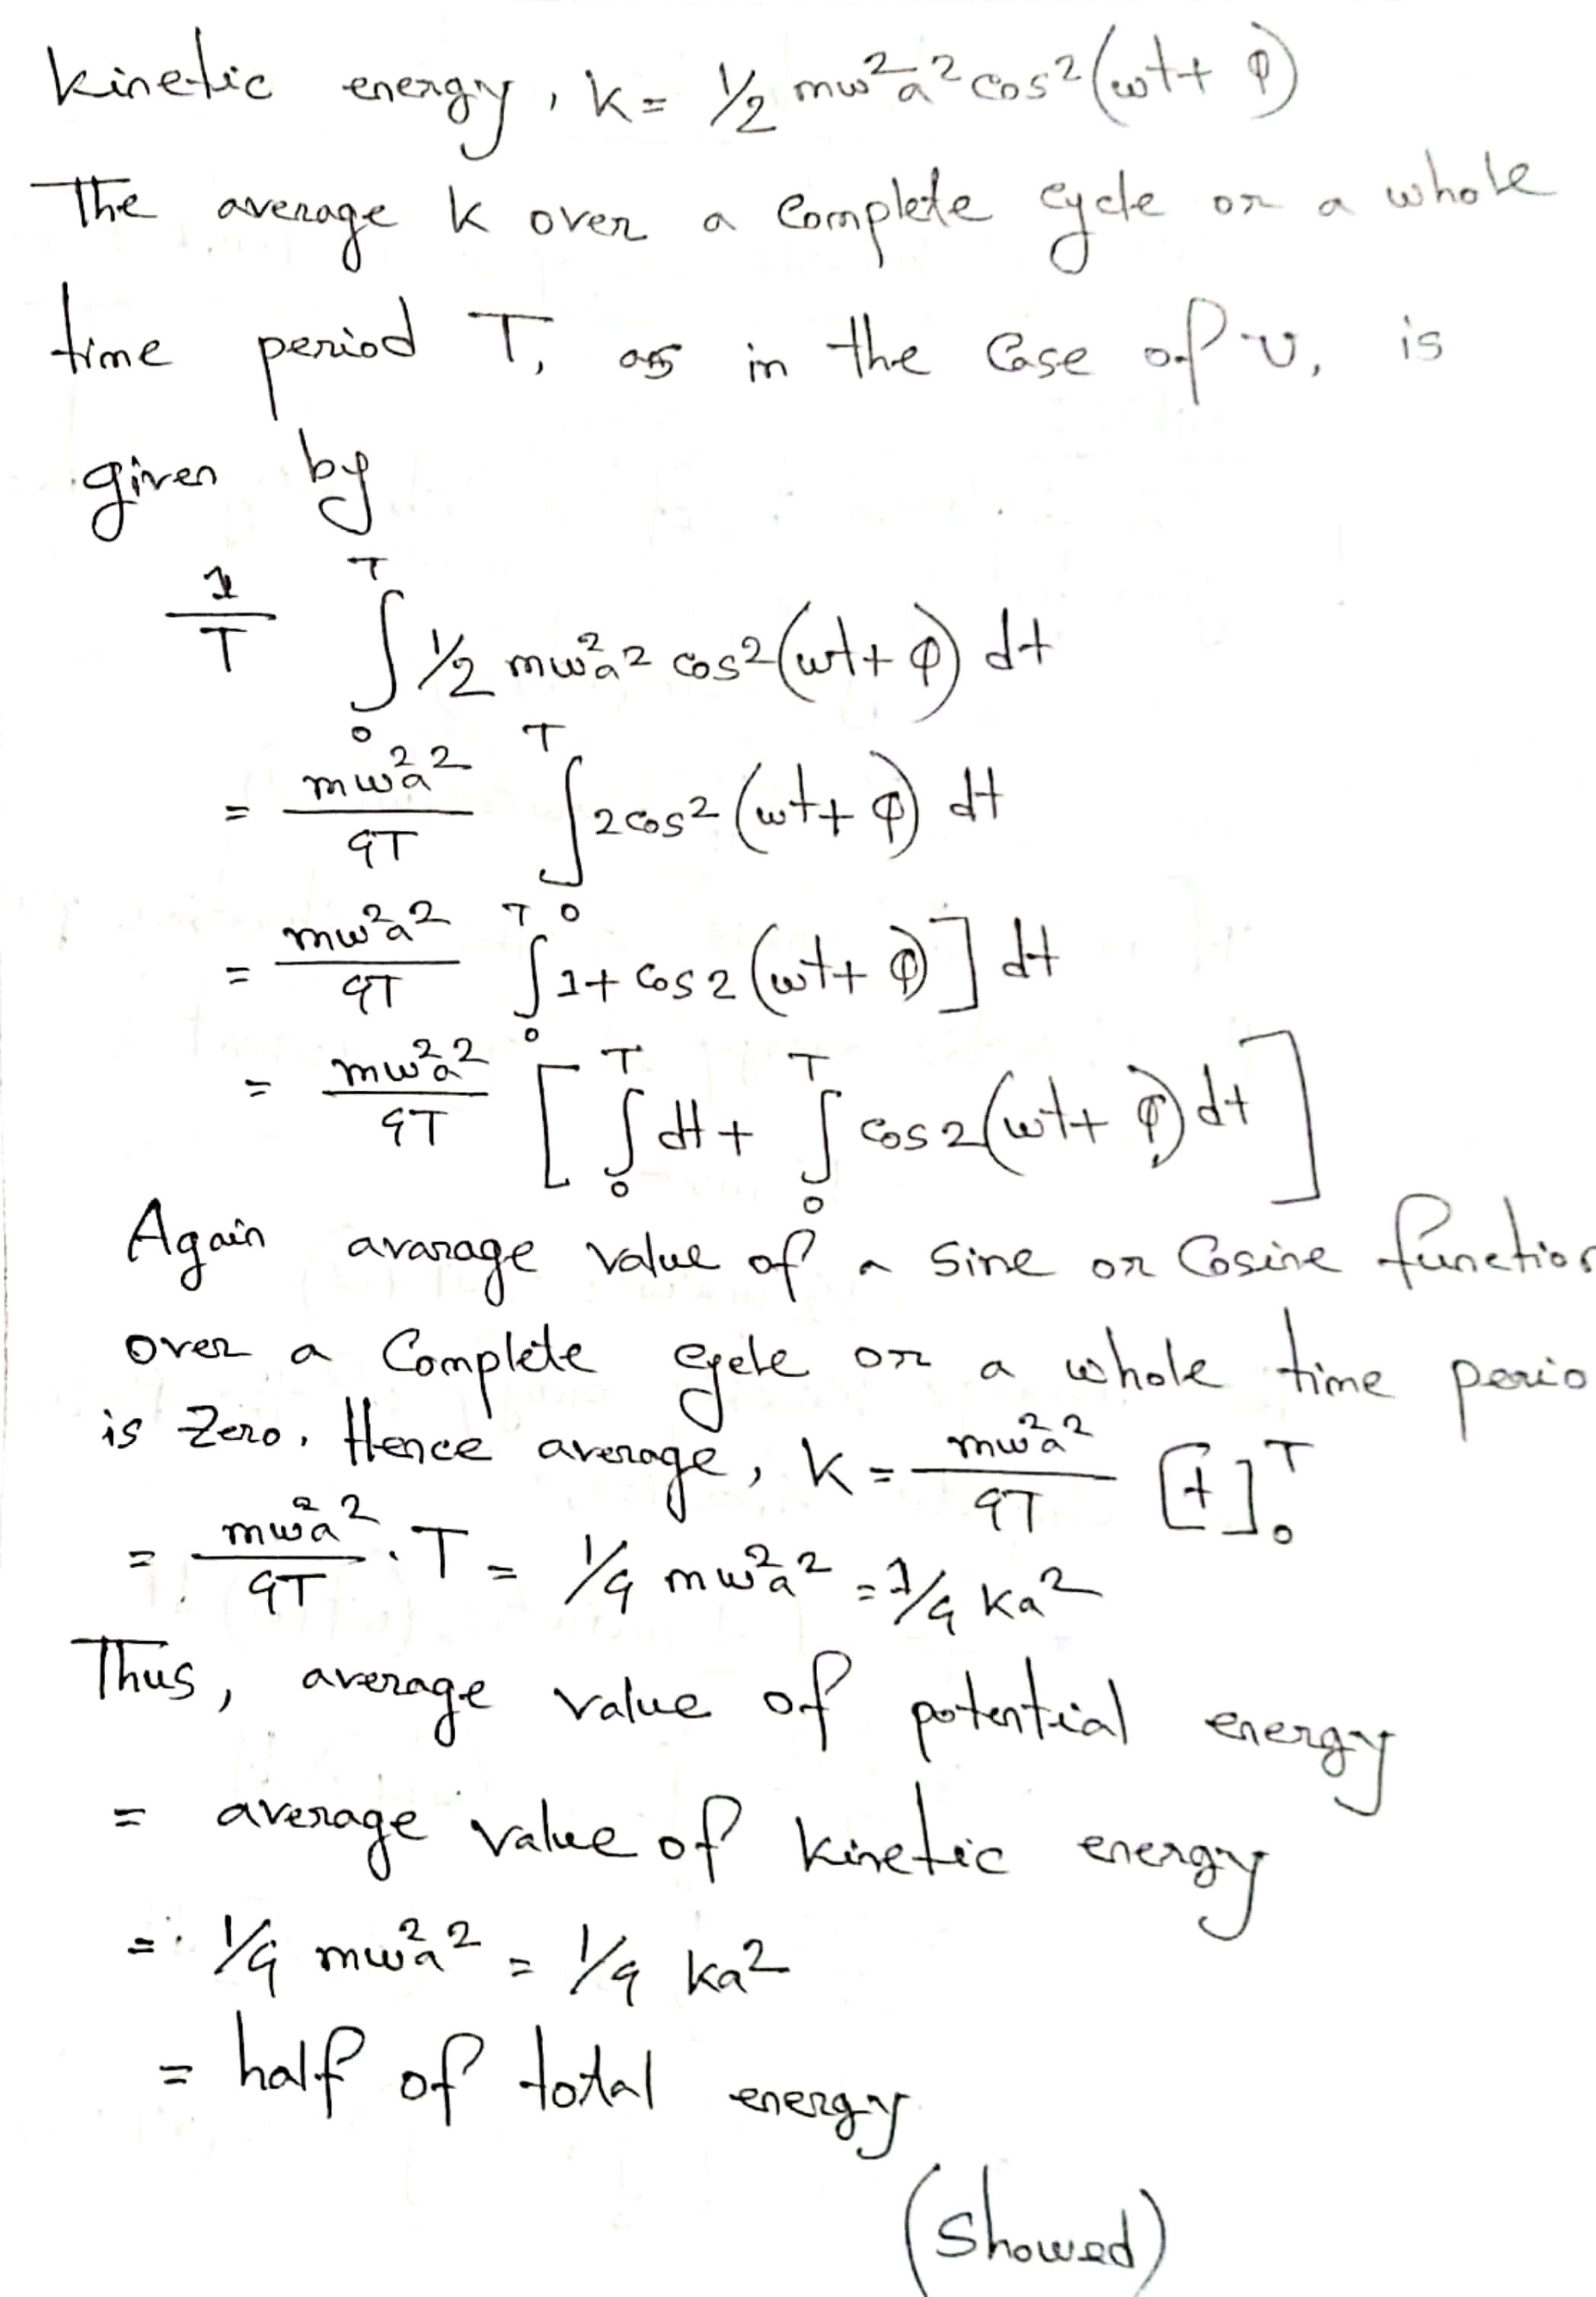 kinetic energy, k = 1/2 mω²a² cos²(ωt + φ)
The average k over a complete cycle or a whole
time period T, as in the case of U, is
given by
1/T ∫₀ᵀ 1/2 mω²a² cos²(ωt + φ) dt
= mω²a²/4T ∫₀ᵀ 2cos²(ωt + φ) dt
= mω²a²/4T ∫₀ᵀ 1 + cos2(ωt + φ)] dt
= mω²a²/4T [∫₀ᵀ dt + ∫₀ᵀ cos2(ωt + φ) dt]
Again avarage value of a sine or Cosine function
over a Complete cycle or a whole time perio
is Zero. Hence average, k = mω²a²/4T [t]₀ᵀ
= mω²a²/4T . T = 1/4 mω²a² = 1/4 ka²
Thus, average value of potential energy
= average value of kinetic energy
= 1/4 mω²a² = 1/4 ka²
= half of total energy
(Showed)